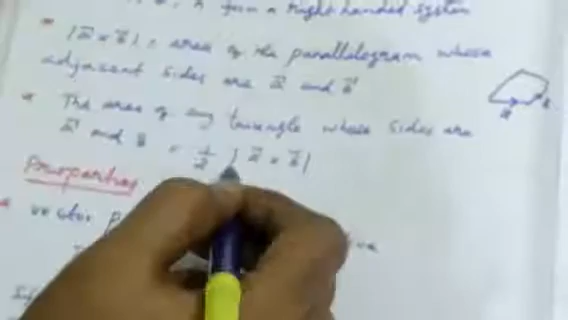 form a right handed system
|a⃗ × b⃗| = area of the parallelogram whose
adjacent sides are a⃗ and b⃗
The area of any triangle whose sides are
a⃗ and b
= 1/2 | a⃗ × b⃗ |
Properties
vector